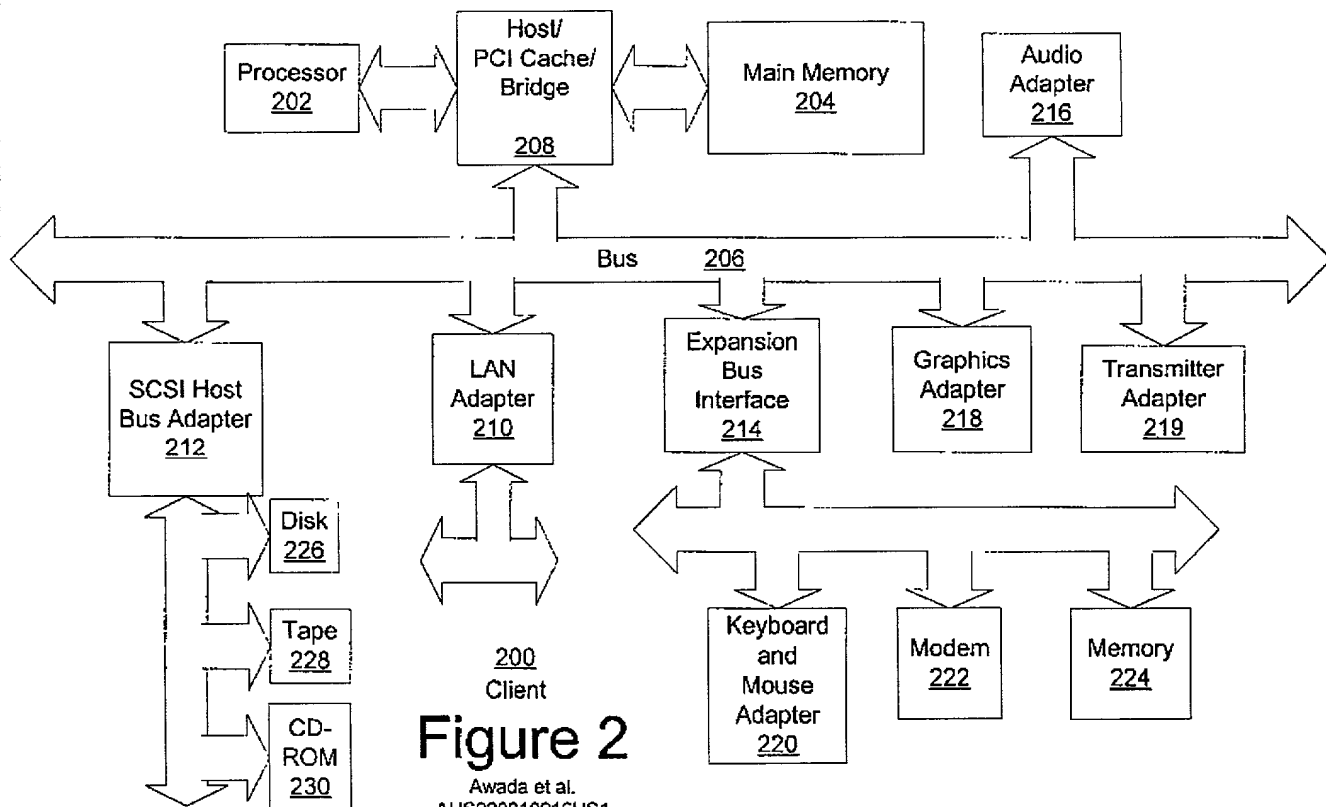 Processor
202
Host/
PCI Cache/
Bridge
208
Main Memory
204
Audio
Adapter
216
Bus 206
SCSI Host
Bus Adapter
212
LAN
Adapter
210
Expansion
Bus
Interface
214
Graphics
Adapter
218
Transmitter
Adapter
219
Disk
226
Tape
228
CD-
ROM
230
200
Client
Keyboard
and
Mouse
Adapter
220
Modem
222
Memory
224
Figure 2
Awada et al.